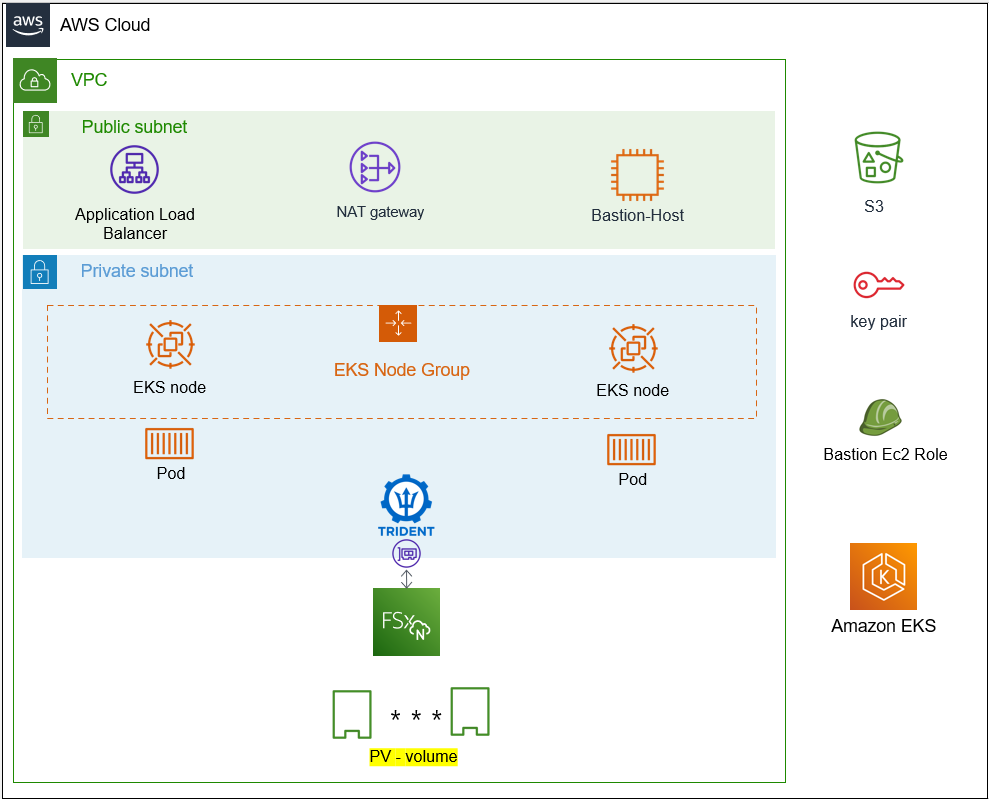 aws
AWS Cloud
VPC
Public subnet
Application Load
Balancer
NAT gateway
Bastion-Host
S3
Private subnet
EKS node
EKS Node Group
EKS node
key pair
Pod
Pod
Bastion Ec2 Role
TRIDENT
K
FSx
N
Amazon EKS
* * *
PV - volume